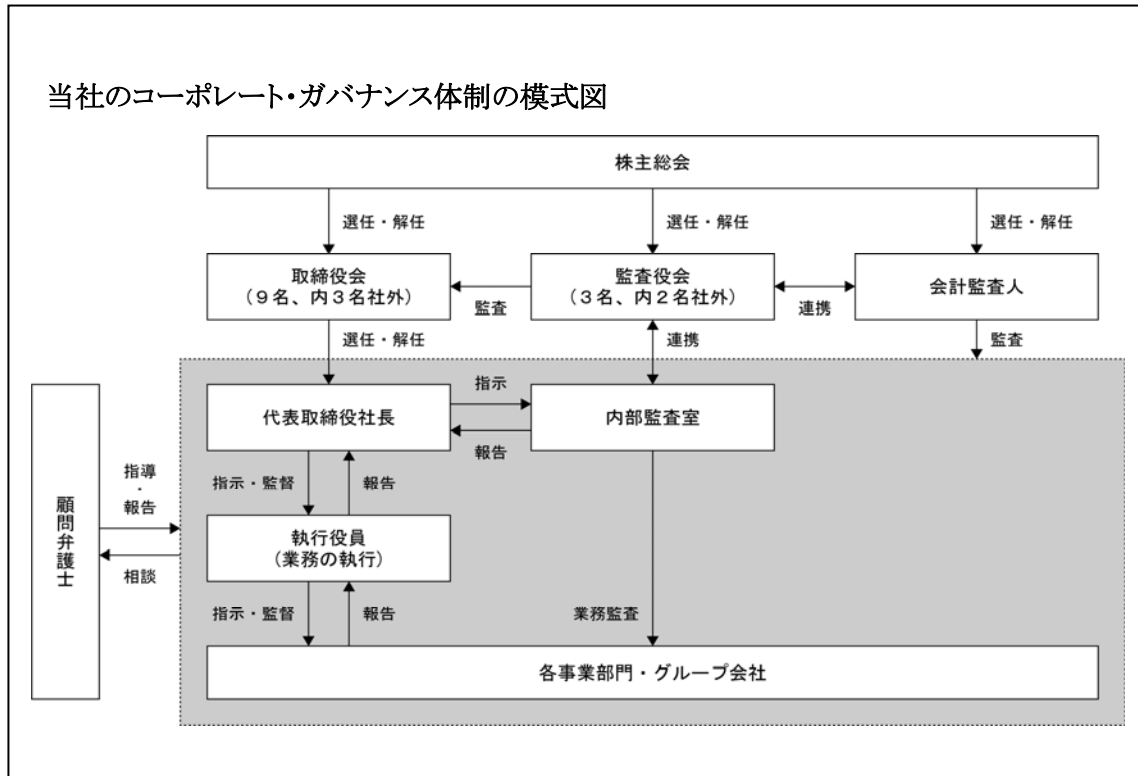 当社のコーポレート・ガバナンス体制の模式図
株主総会
選任・解任
選任・解任
選任・解任
取締役会
（９名、内３名社外）
監査
監査役会
（３名、内２名社外）
連携
会計監査人
選任・解任
連携
監査
代表取締役社長
指示
報告
内部監査室
指示・監督
報告
指導
・
報告
相談
顧問弁護士
執行役員
（業務の執行）
指示・監督
報告
業務監査
各事業部門・グループ会社